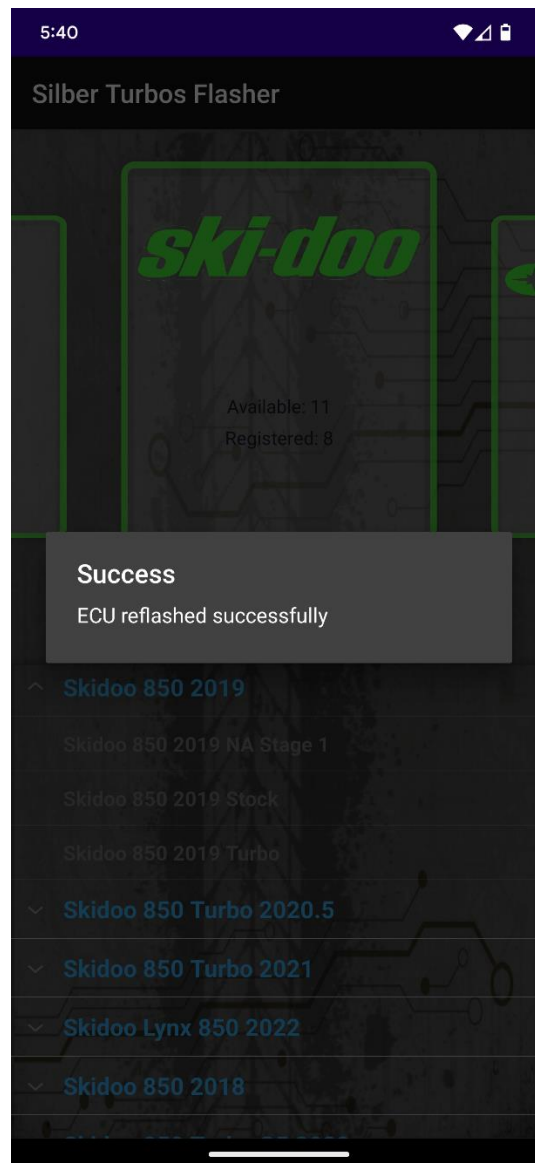 5:40
Silber Turbos Flasher
ski-doo
Available: 11
Registered: 8
Success
ECU reflashed successfully
Skidoo 850 2019
Skidoo 850 2019 NA Stage 1
Skidoo 850 2019 Stock
Skidoo 850 2019 Turbo
Skidoo 850 Turbo 2020.5
Skidoo 850 Turbo 2021
Skidoo Lynx 850 2022
Skidoo 850 2018